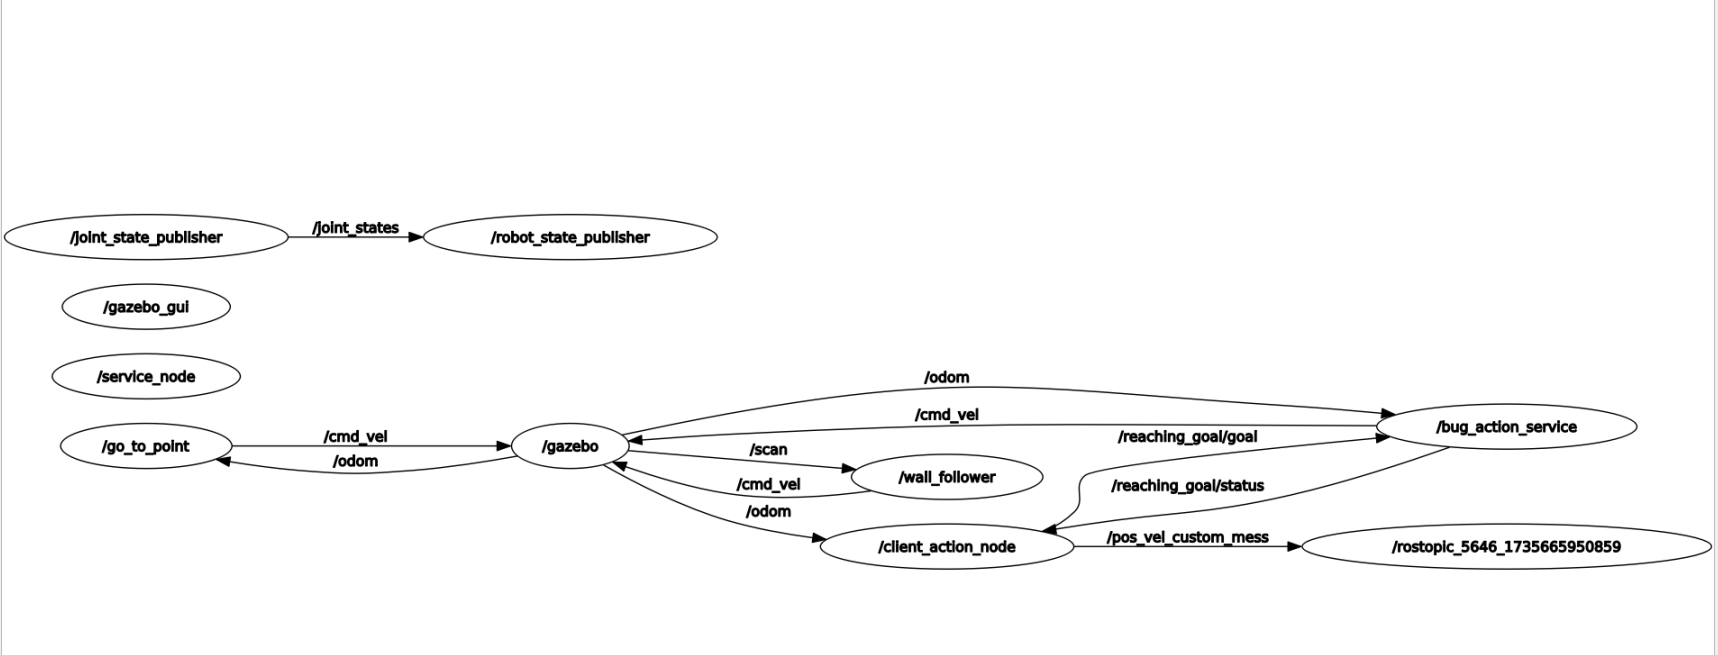 /joint_state_publisher
/joint_states
/robot_state_publisher
/gazebo_gui
/service_node
/go_to_point
/cmd_vel
/odom
/gazebo
/odom
/cmd_vel
/scan
/cmd_vel
/odom
/wall_follower
/client_action_node
/reaching_goal/goal
/reaching_goal/status
/bug_action_service
/pos_vel_custom_mess
/rostopic_5646_1735665950859